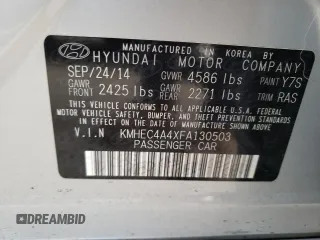 MANUFACTURED IN KOREA BY
HYUNDAI MOTOR COMPANY
SEP/24/14 GVWR 4586 lbs PAINT Y7S
GAWR FRONT 2425 lbs GAWR REAR 2271 lbs TRIM RAS
THIS VEHICLE CONFORMS TO ALL APPLICABLE
FEDERAL MOTOR VEHICLE SAFETY, BUMPER, AND
THEFT PREVENTION STANDARDS IN EFFECT ON
THE DATE OF MANUFACTURE SHOWN ABOVE.
V.I.N KMHEC4A4XFA130503
PASSENGER CAR
© 2024 IDREAMBID